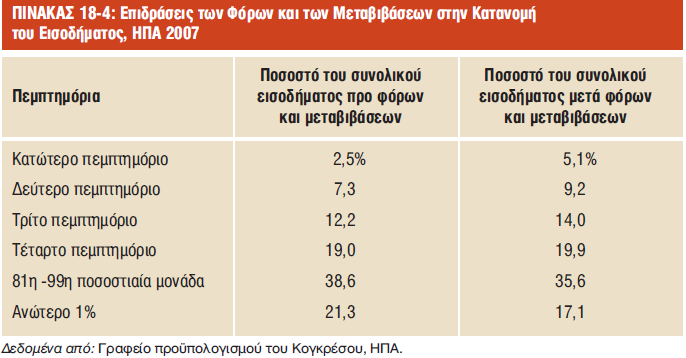 ΠΙΝΑΚΑΣ 18-4: Επιδράσεις των Φόρων και των Μεταβιβάσεων στην Κατανομή
του Εισοδήματος, ΗΠΑ 2007
Πεμπτημόρια
Ποσοστό του συνολικού
εισοδήματος προ φόρων
και μεταβιβάσεων
Ποσοστό του συνολικού
εισοδήματος μετά φόρων
και μεταβιβάσεων
Κατώτερο πεμπτημόριο 2,5% 5,1%
Δεύτερο πεμπτημόριο 7,3 9,2
Τρίτο πεμπτημόριο 12,2 14,0
Τέταρτο πεμπτημόριο 19,0 19,9
81η -99η ποσοστιαία μονάδα 38,6 35,6
Ανώτερο 1% 21,3 17,1
Δεδομένα από: Γραφείο προϋπολογισμού του Κογκρέσου, ΗΠΑ.